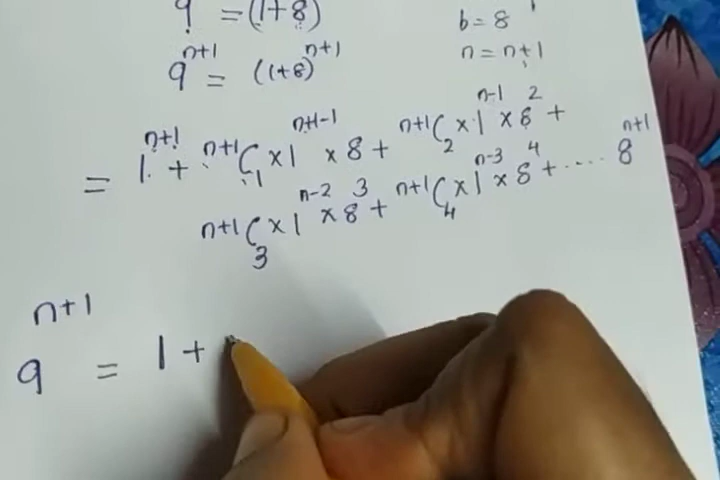 9 = (1+8)
b = 8
9^{n+1} = (1+8)^{n+1}
n = n+1
= 1^{n+1} + ^{n+1}C_1 × 1^{n+1-1} × 8 + ^{n+1}C_2 × 1^{n-1} × 8^2 +
^{n+1}C_3 × 1^{n-2} × 8^3 + ^{n+1}C_4 × 1^{n-3} × 8^4 + .... 8^{n+1}
9^{n+1} = 1 +